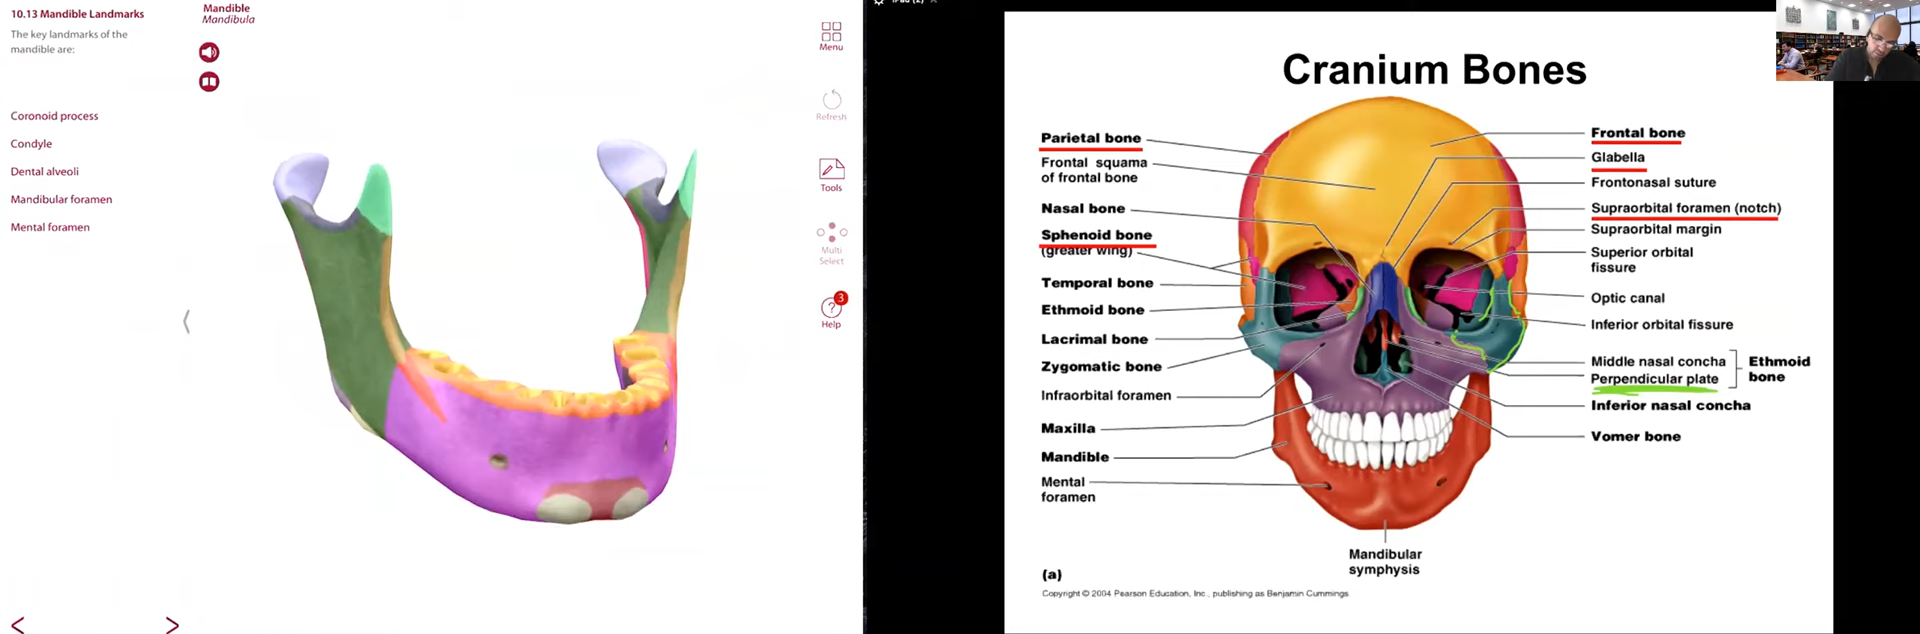 10.13 Mandible Landmarks
The key landmarks of the
mandible are:
Coronoid process
Condyle
Dental alveoli
Mandibular foramen
Mental foramen
Mandible
Mandibula
Menu
Refresh
Tools
Multi
Select
3
Help
Cranium Bones
Parietal bone
Frontal squama
of frontal bone
Nasal bone
Sphenoid bone
(greater wing)
Temporal bone
Ethmoid bone
Lacrimal bone
Zygomatic bone
Infraorbital foramen
Maxilla
Mandible
Mental
foramen
Frontal bone
Glabella
Frontonasal suture
Supraorbital foramen (notch)
Supraorbital margin
Superior orbital
fissure
Optic canal
Inferior orbital fissure
Middle nasal concha
Perpendicular plate
Ethmoid
bone
Inferior nasal concha
Vomer bone
Mandibular
symphysis
(a)
Copyright © 2004 Pearson Education, Inc., publishing as Benjamin Cummings